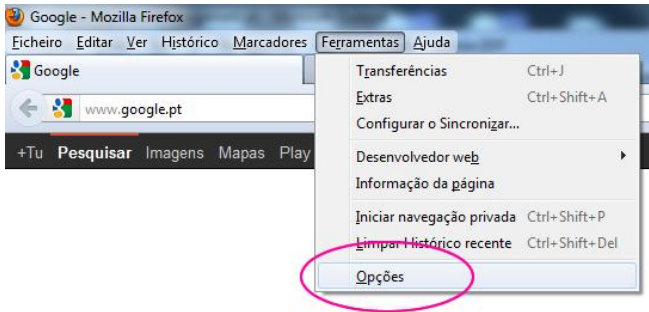 Google - Mozilla Firefox
Ficheiro Editar Ver Histórico Marcadores Ferramentas Ajuda
Google
www.google.pt
+Tu Pesquisar Imagens Mapas Play
Transferências Ctrl+J
Extras Ctrl+Shift+A
Configurar o Sincronizar...
Desenvolvedor web
Informação da página
Iniciar navegação privada Ctrl+Shift+P
Limpar Histórico recente Ctrl+Shift+Del
Opções